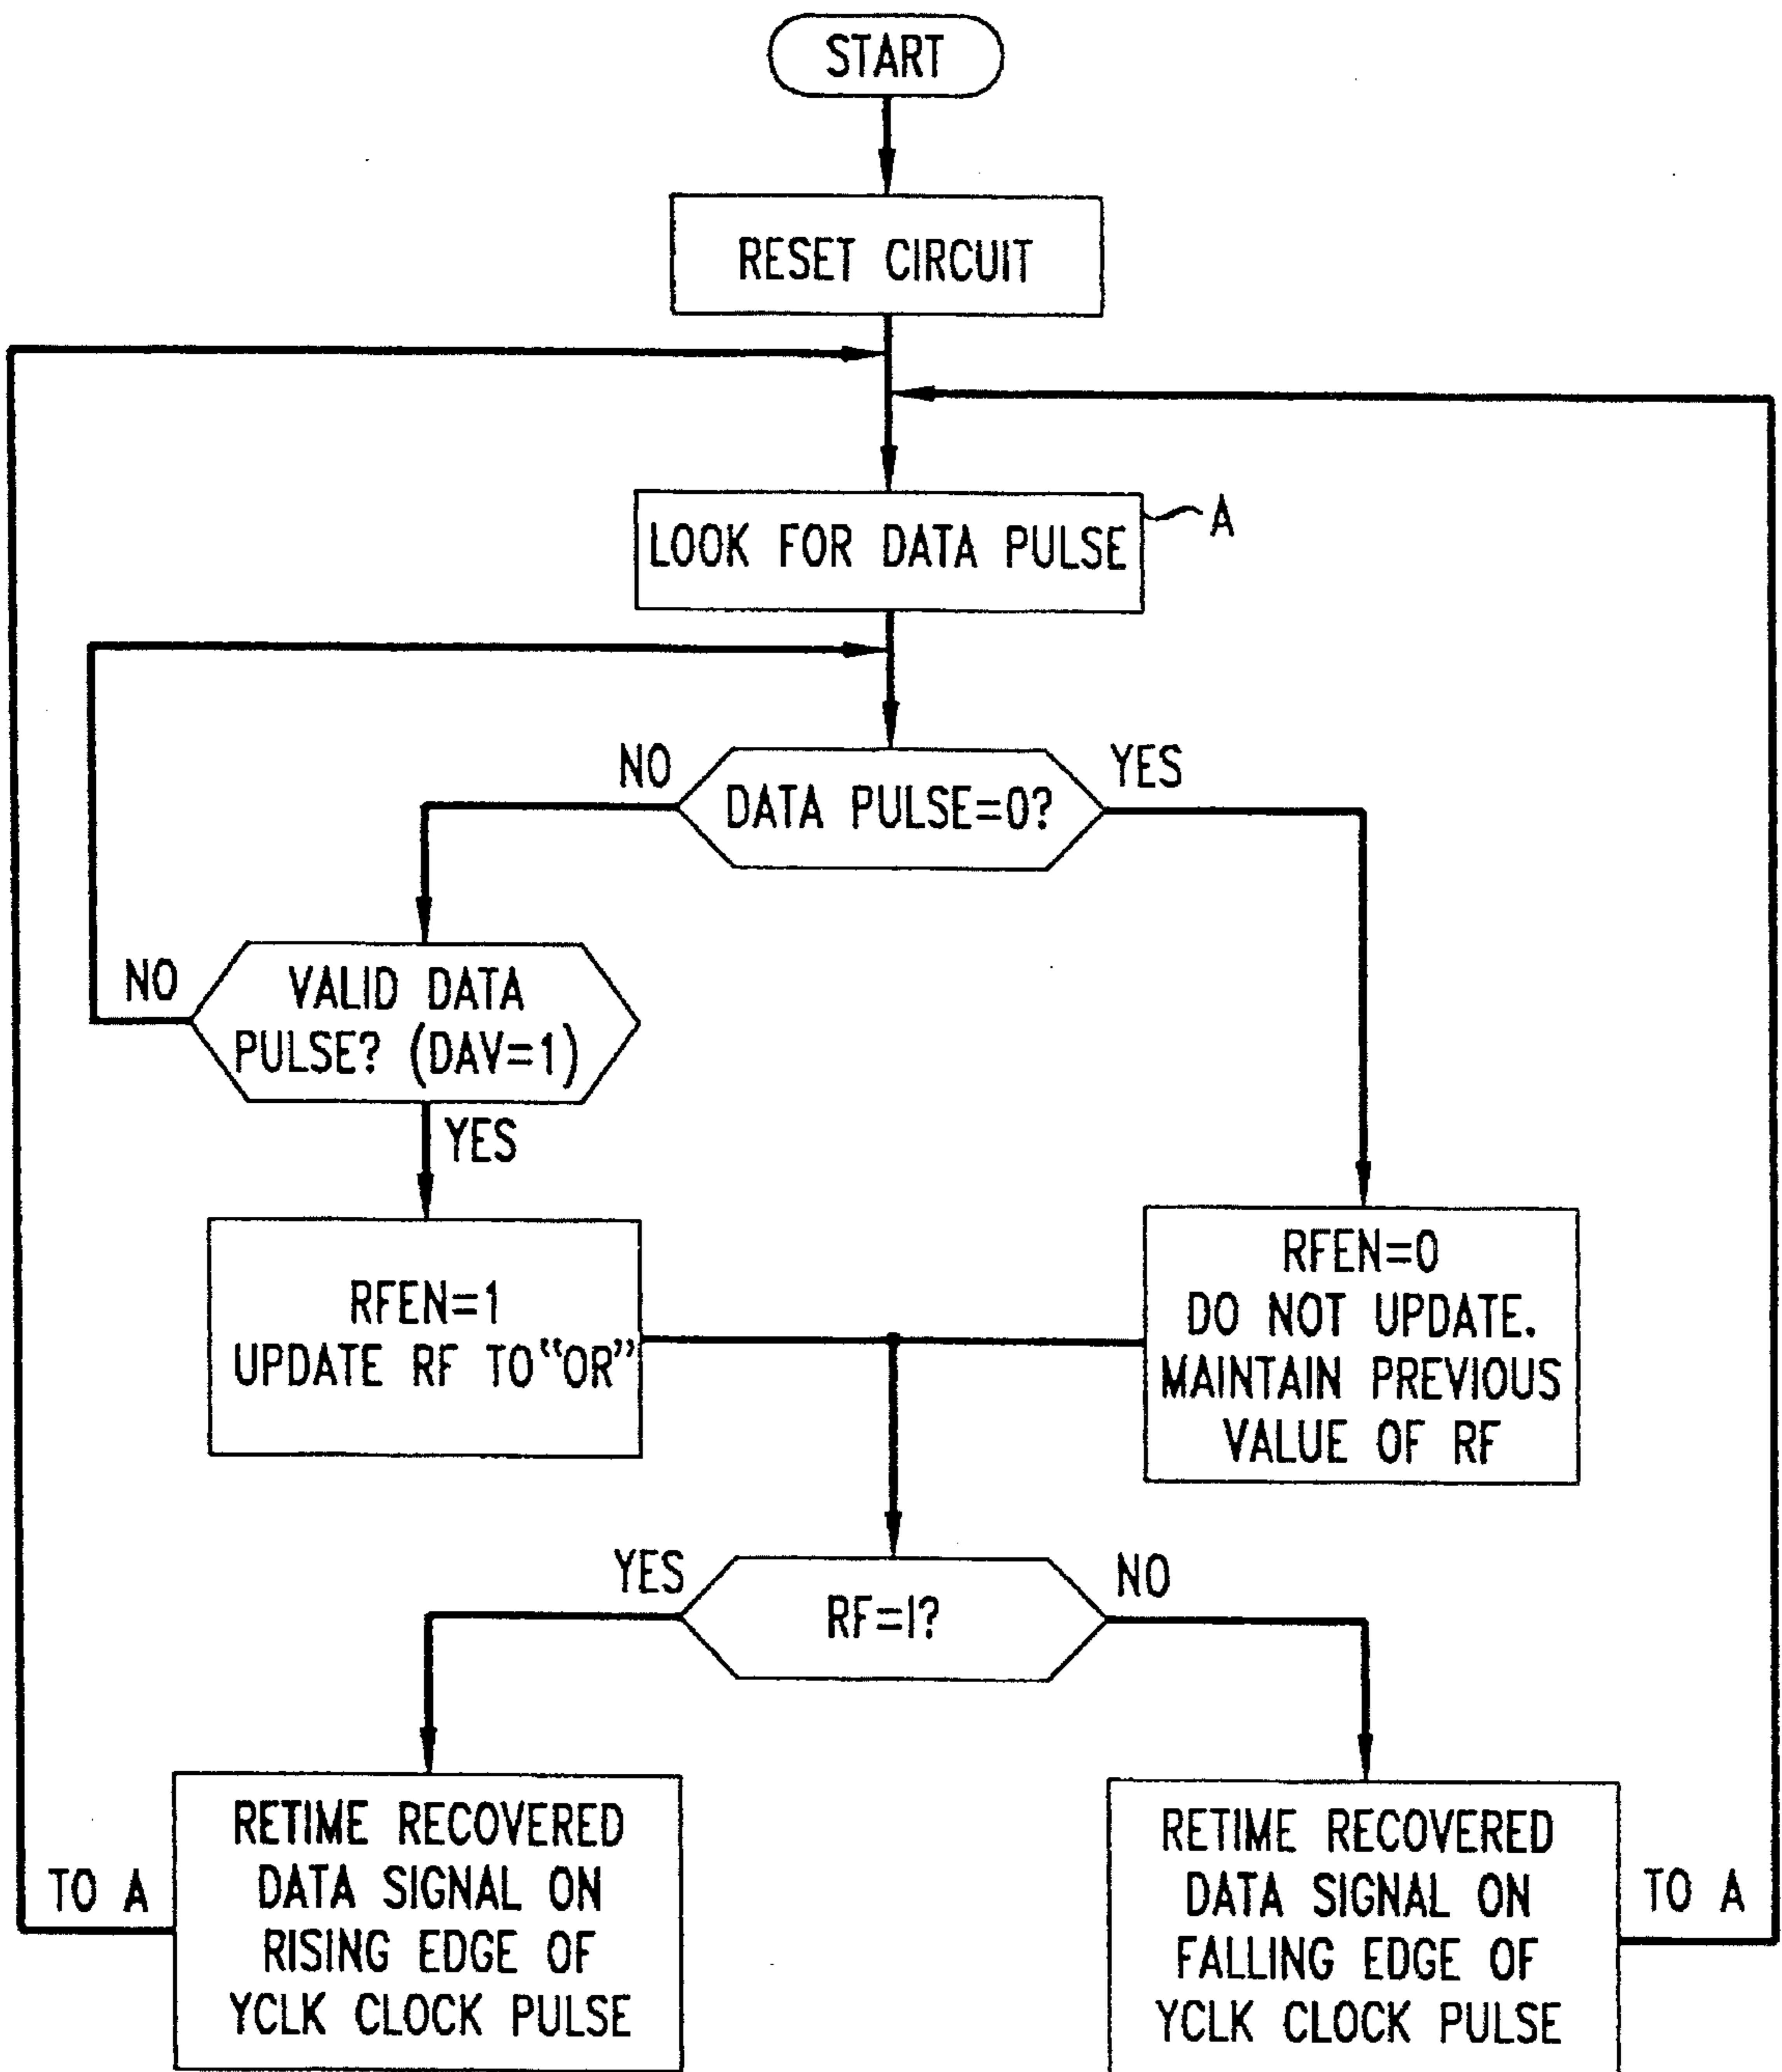 START
RESET CIRCUIT
LOOK FOR DATA PULSE
A
NO
YES
DATA PULSE=0?
NO
VALID DATA
PULSE? (DAV=1)
YES
RFEN=1
UPDATE RF TO "OR"
RFEN=0
DO NOT UPDATE.
MAINTAIN PREVIOUS
VALUE OF RF
YES
NO
RF=1?
TO A
RETIME RECOVERED
DATA SIGNAL ON
RISING EDGE OF
YCLK CLOCK PULSE
RETIME RECOVERED
DATA SIGNAL ON
FALLING EDGE OF
YCLK CLOCK PULSE
TO A